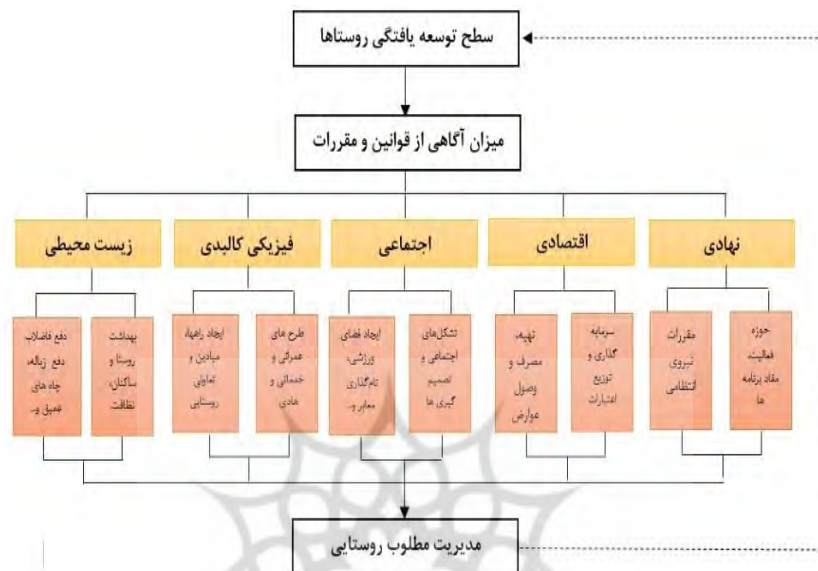 سطح توسعه یافتگی روستاها
میزان آگاهی از قوانین و مقررات
نهادی
اقتصادی
اجتماعی
فیزیکی کالبدی
زیست محیطی
حوزه
فعالیت،
مفاد برنامه
ها
مقررات
نیروی
انتظامی
سرمایه
گذاری و
توزیع
اعتبارات
تهیه،
مصرف و
وصول
عوارض
تشکل‌های
اجتماعی و
تصمیم
گیری ها
ایجاد فضای
ورزشی،
نام‌گذاری
معابر و..
طرح های
عمرانی و
خدماتی و
هادی
ایجاد راهها،
میادین و
تعاونی
روستایی
بهداشت
روستا و
ساکنان،
نظافت
دفع فاضلاب
دفع زباله،
چاه های
عمیق و..
مدیریت مطلوب روستایی